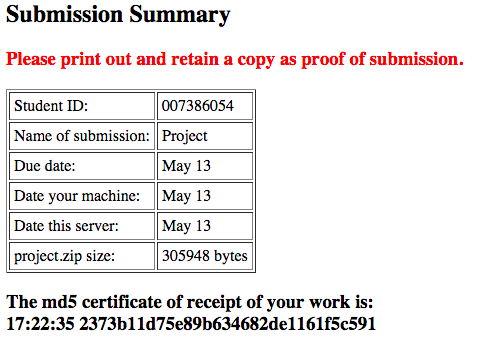 Submission Summary
Please print out and retain a copy as proof of submission.
Student ID: 007386054
Name of submission: Project
Due date: May 13
Date your machine: May 13
Date this server: May 13
project.zip size: 305948 bytes
The md5 certificate of receipt of your work is:
17:22:35 2373b11d75e89b634682de1161f5c591